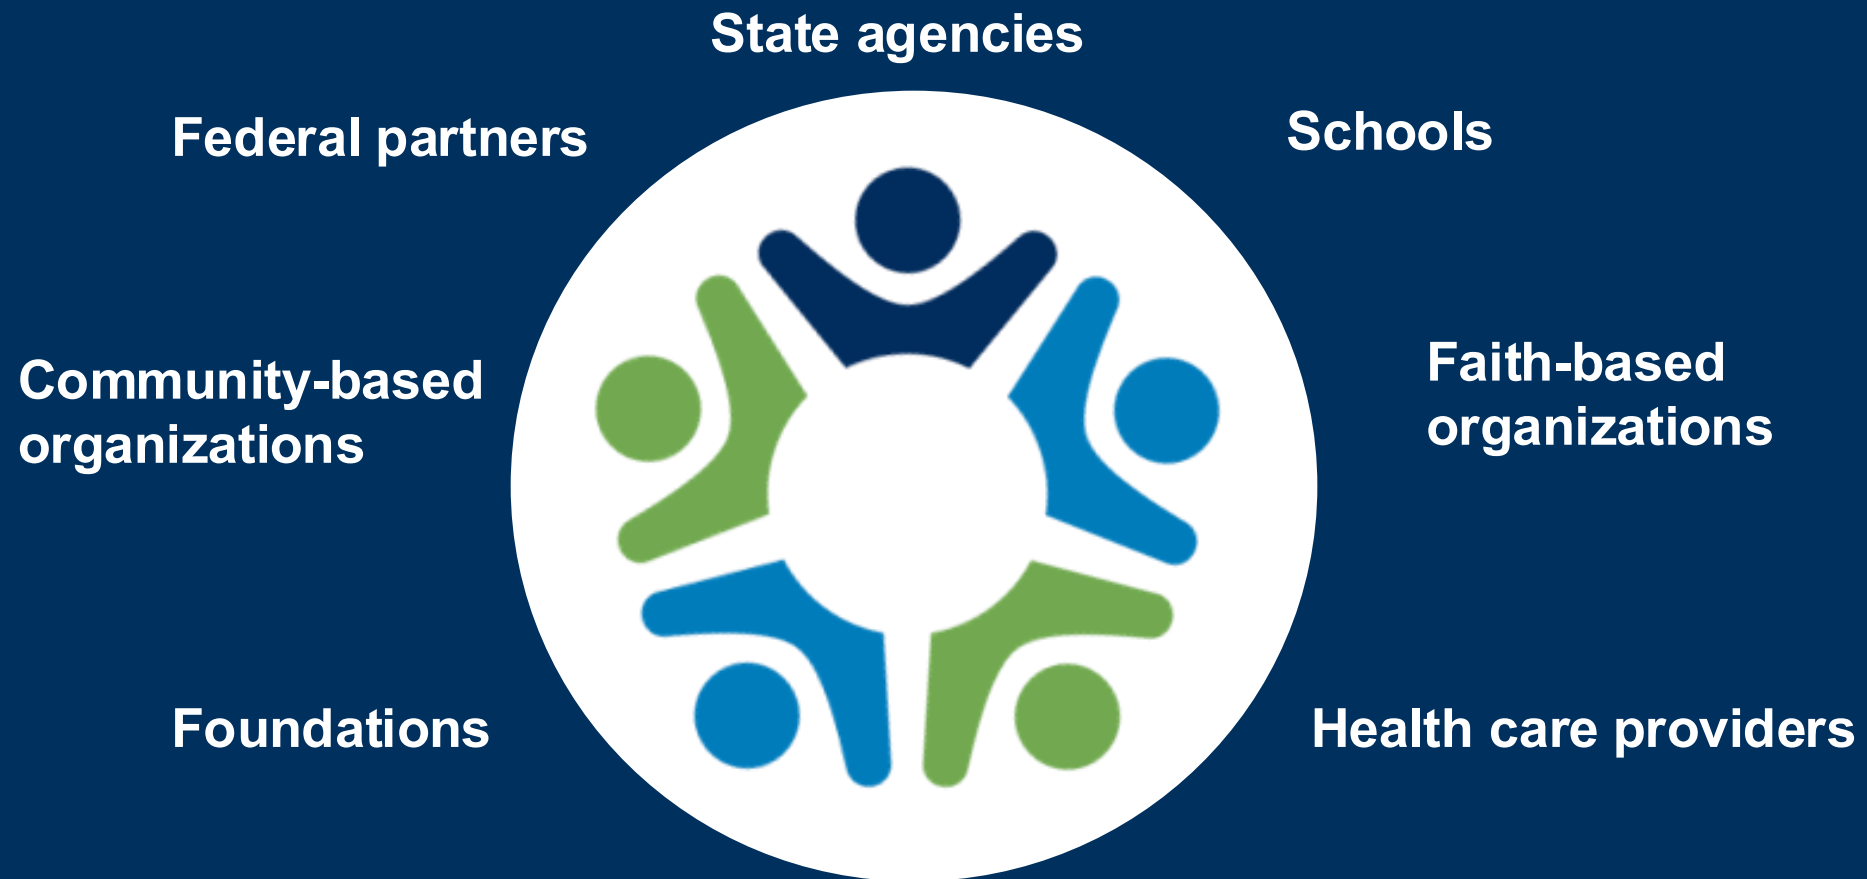 State agencies
Federal partners
Schools
Community-based
organizations
Faith-based
organizations
Foundations
Health care providers